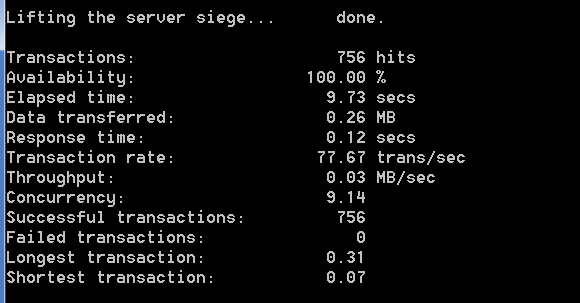 Lifting the server siege...      done.
Transactions:                    756 hits
Availability:                 100.00 %
Elapsed time:                   9.73 secs
Data transferred:               0.26 MB
Response time:                  0.12 secs
Transaction rate:              77.67 trans/sec
Throughput:                     0.03 MB/sec
Concurrency:                    9.14
Successful transactions:         756
Failed transactions:               0
Longest transaction:            0.31
Shortest transaction:           0.07